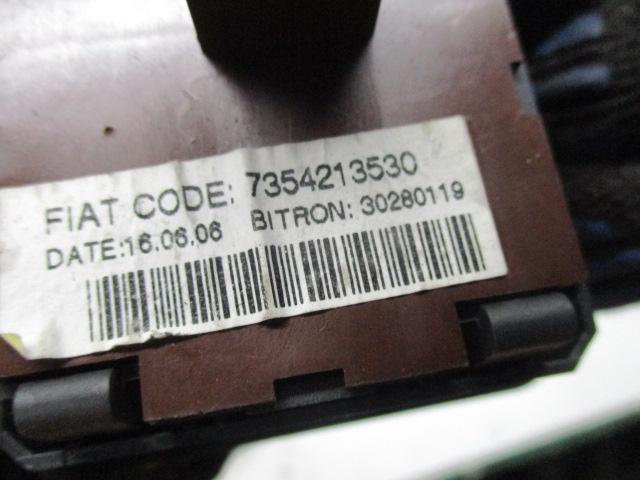 FIAT CODE: 7354213530
DATE:16.06.06 BITRON: 30280119